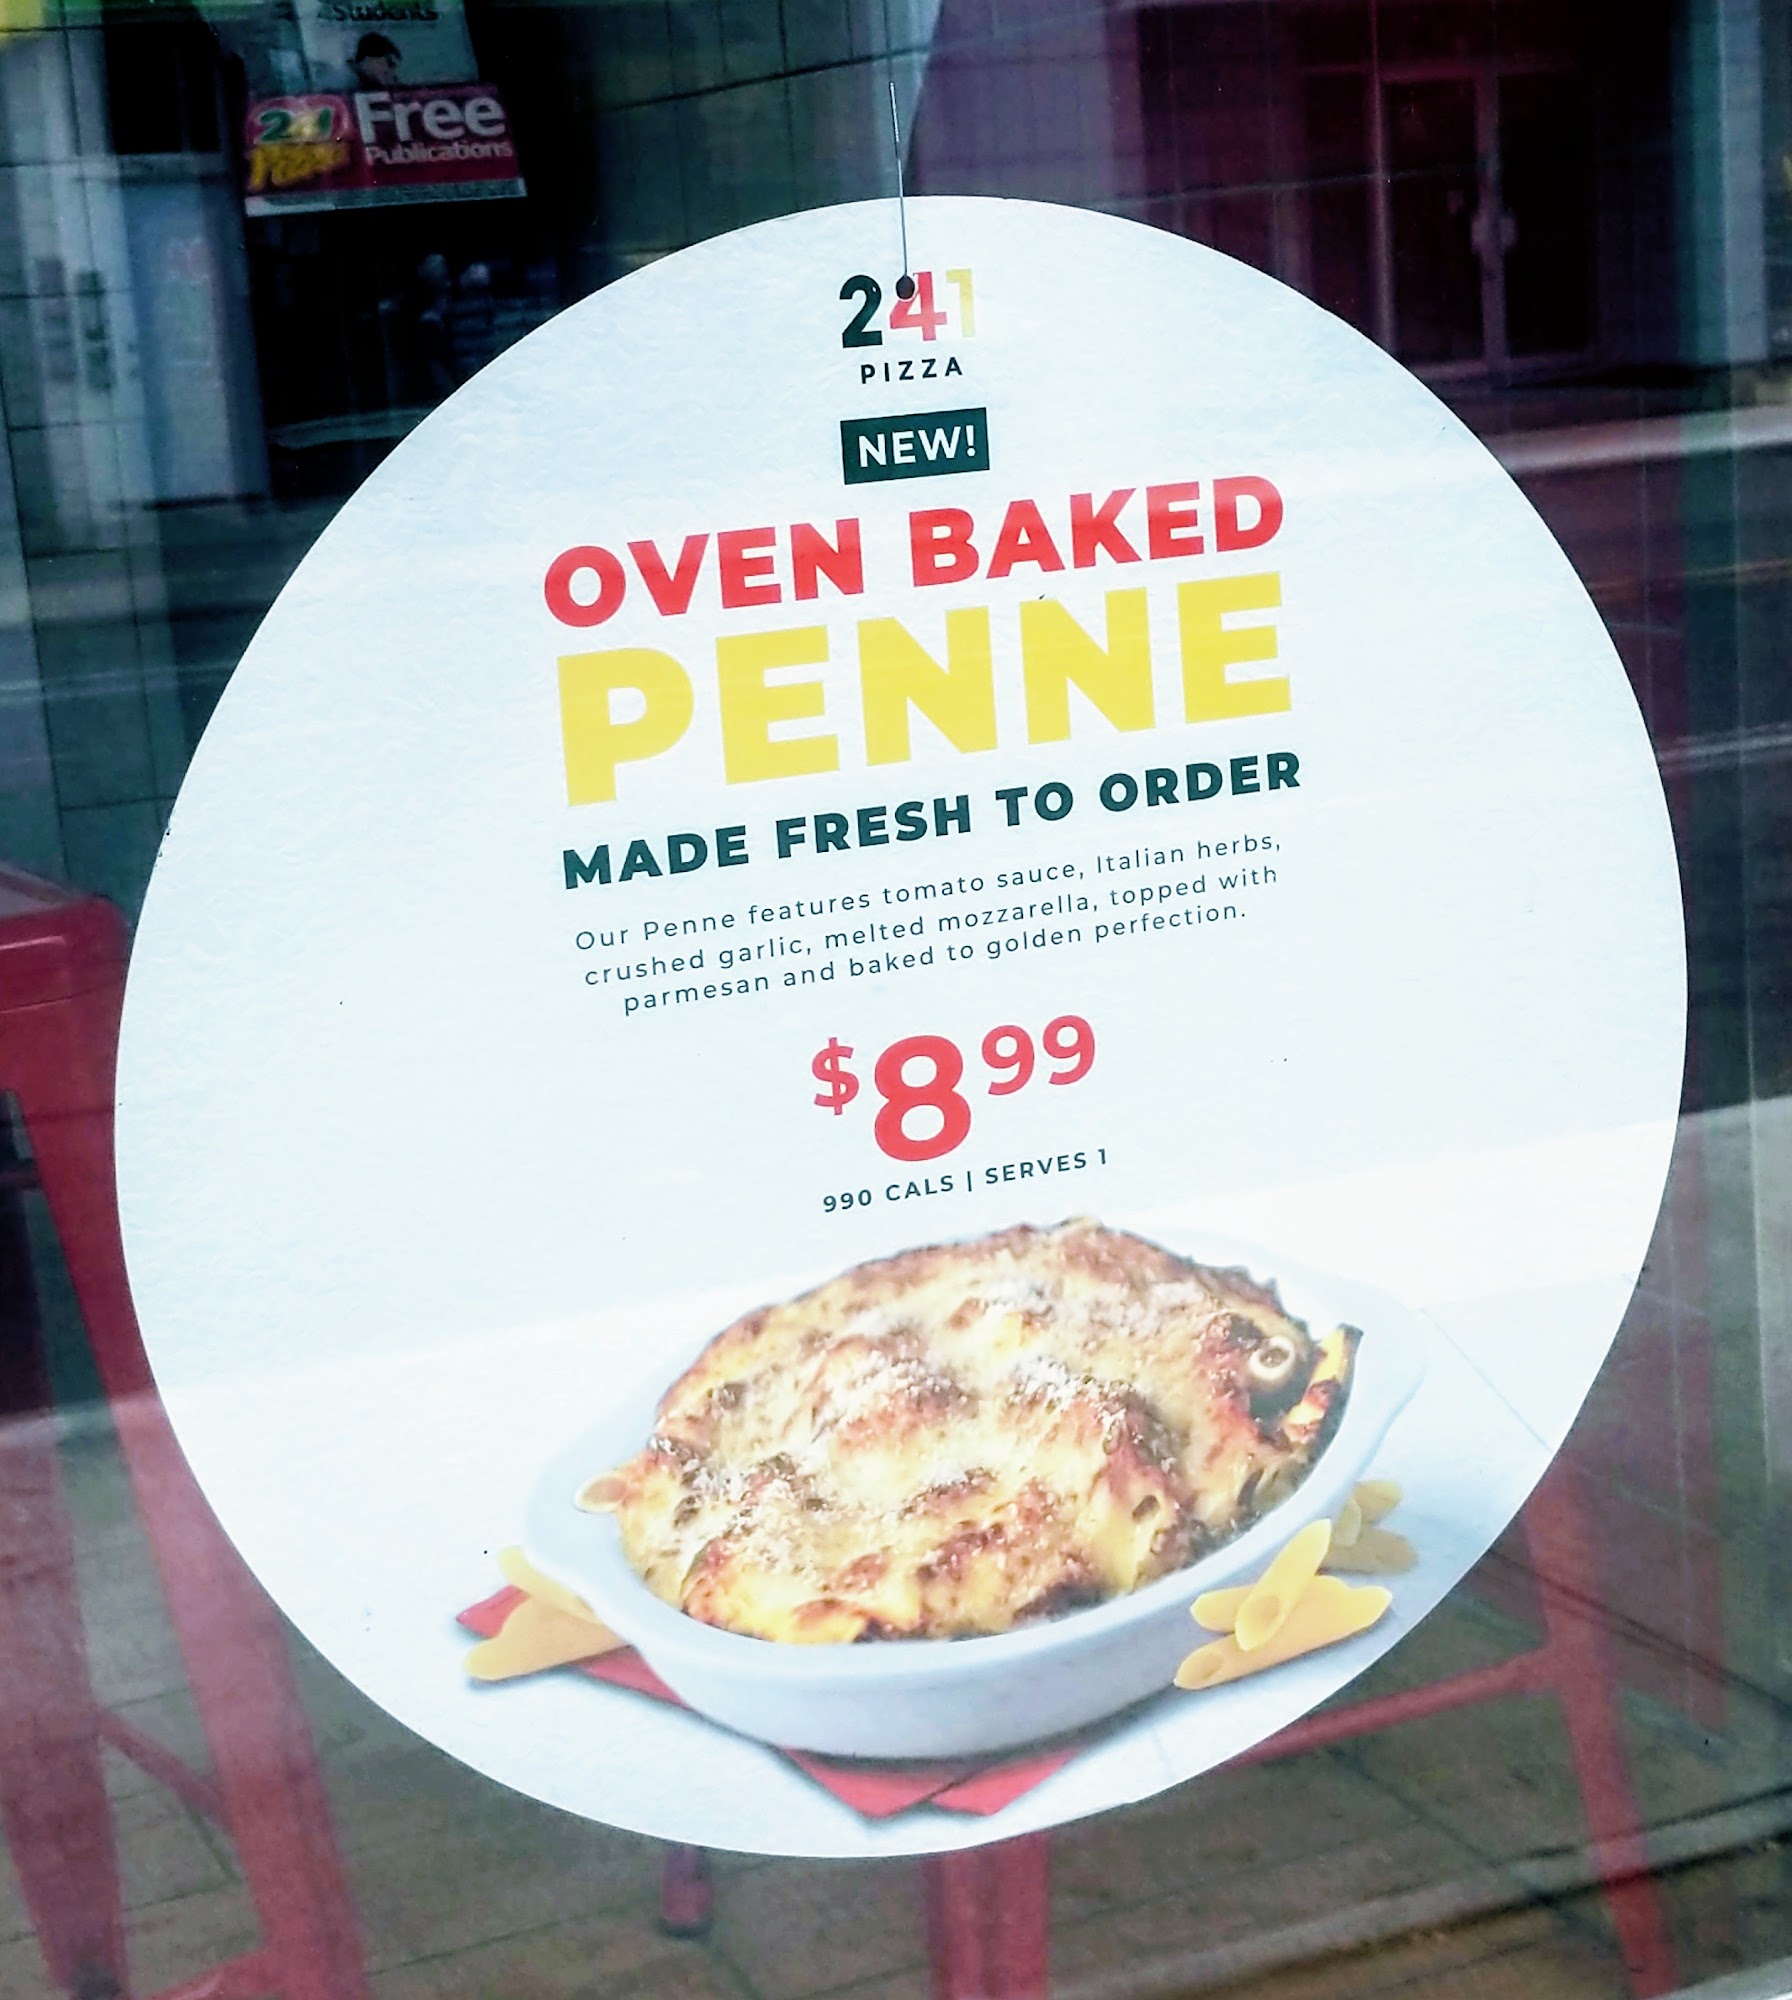 Students
241 Free
Pizza Publications
241
PIZZA
NEW!
OVEN BAKED
PENNE
MADE FRESH TO ORDER
Our Penne features tomato sauce, Italian herbs,
crushed garlic, melted mozzarella, topped with
parmesan and baked to golden perfection.
$8.99
990 CALS | SERVES 1